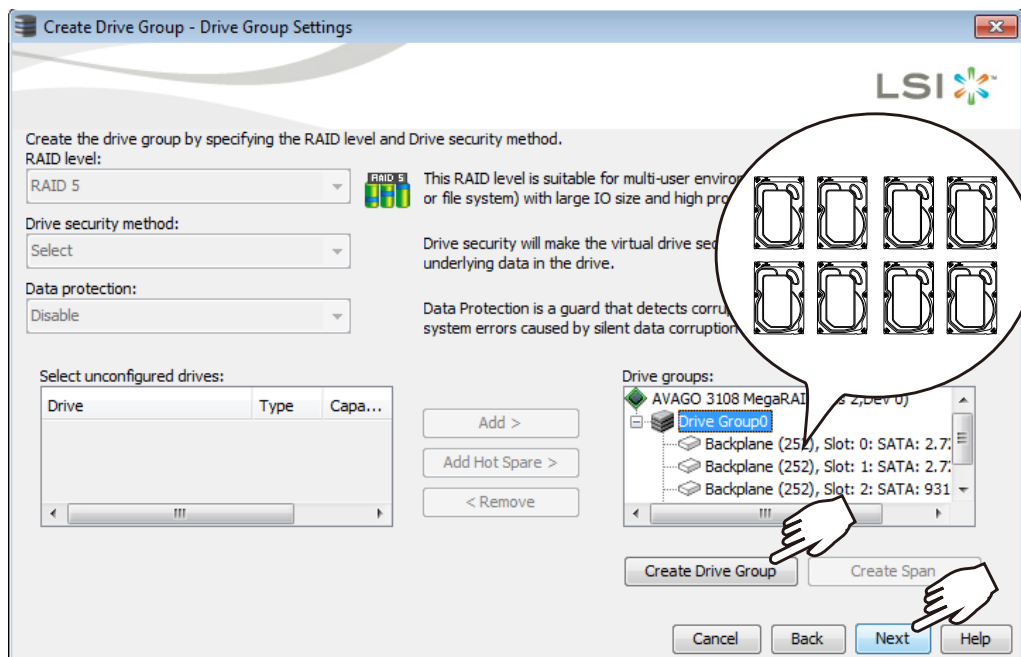 Create Drive Group - Drive Group Settings
LSI
Create the drive group by specifying the RAID level and Drive security method.
RAID level:
RAID 5
RAID 5
This RAID level is suitable for multi-user
or file system) with large IO size and high
Drive security method:
Select
Drive security will make the virtual drive
underlying data in the drive.
Data protection:
Disable
Data Protection is a guard that detects
system errors caused by silent data corruption
Select unconfigured drives:
Drive Type Capa...
Add >
Add Hot Spare >
< Remove
Drive groups:
AVAGO 3108 2,Dev 0)
Drive Group0
Backplane (252), Slot: 0: SATA: 2.7
Backplane (252), Slot: 1: SATA: 2.7
Backplane (252), Slot: 2: SATA: 931
Create Drive Group Create Span
Cancel Back Next Help